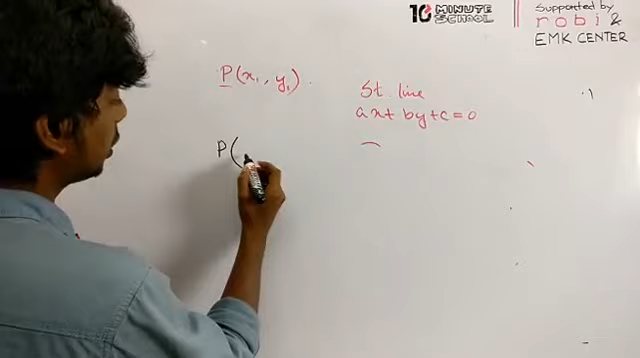 10 MINUTE SCHOOL
Supported by
robi &
EMK CENTER
P(x₁, y₁)
St. line
ax+by+c=0
P(